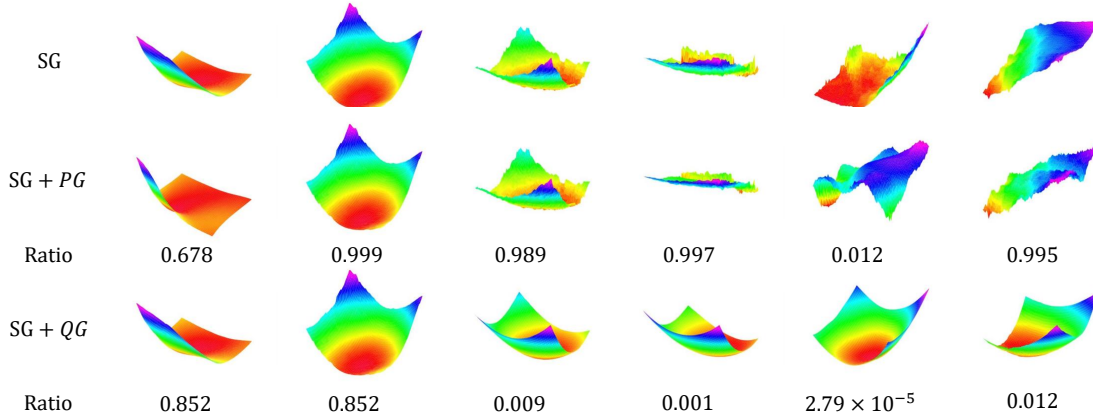 SG
SG + PG
Ratio 0.678 0.999 0.989 0.997 0.012 0.995
SG + QG
Ratio 0.852 0.852 0.009 0.001 2.79 × 10⁻⁵ 0.012